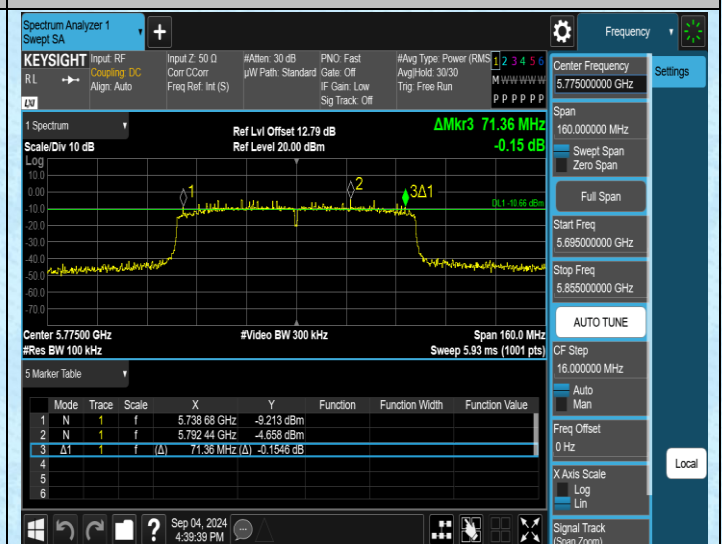 Spectrum Analyzer 1
Swept SA
+
Frequency
KEYSIGHT
RL
LXI
Input: RF
Coupling: DC
Align: Auto
Input Z: 50 Ω
Corr CCorr
Freq Ref: Int (S)
#Atten: 30 dB
µW Path: Standard
PNO: Fast
Gate: Off
IF Gain: Low
Sig Track: Off
#Avg Type: Power (RMS
Avg|Hold: 30/30
Trig: Free Run
1 2 3 4 5 6
M W W W W W
P P P P P P
1 Spectrum
Scale/Div 10 dB
Ref Lvl Offset 12.79 dB
Ref Level 20.00 dBm
ΔMkr3 71.36 MHz
-0.15 dB
Log
10.0
0.00
-10.0
-20.0
-30.0
-40.0
-50.0
-60.0
-70.0
1
2
3Δ1
DL1 -10.66 dBm
Center 5.77500 GHz
#Video BW 300 kHz
Span 160.0 MHz
#Res BW 100 kHz
Sweep 5.93 ms (1001 pts)
5 Marker Table
Mode Trace Scale X Y Function Function Width Function Value
1 N 1 f 5.738 68 GHz -9.213 dBm
2 N 1 f 5.792 44 GHz -4.658 dBm
3 Δ1 1 f (Δ) 71.36 MHz (Δ) -0.1546 dB
4
5
6
?
Sep 04, 2024
4:39:39 PM
Center Frequency
5.775000000 GHz
Settings
Span
160.000000 MHz
Swept Span
Zero Span
Full Span
Start Freq
5.695000000 GHz
Stop Freq
5.855000000 GHz
AUTO TUNE
CF Step
16.000000 MHz
Auto
Man
Freq Offset
0 Hz
Local
X Axis Scale
Log
Lin
Signal Track
(Span Zoom)